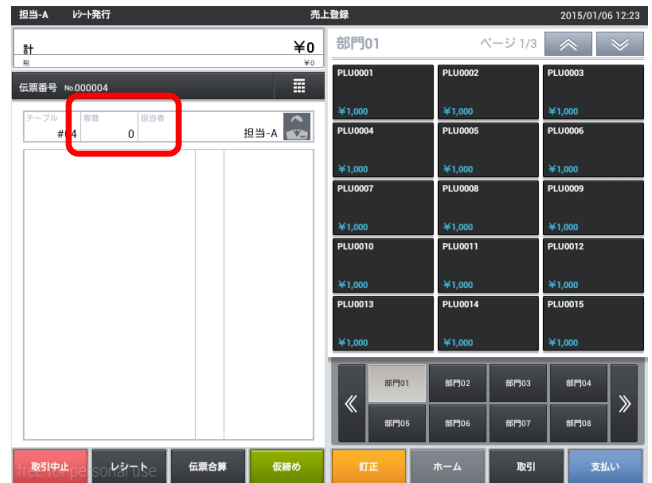 担当-A ﾚｼｰﾄ発行 売上登録 2015/01/06 12:23
計 ¥0
税 ¥0
伝票番号 No.000004
テーブル 客数 担当者
#04 0 担当-A
部門01 ページ 1/3
PLU0001 PLU0002 PLU0003
¥1,000 ¥1,000 ¥1,000
PLU0004 PLU0005 PLU0006
¥1,000 ¥1,000 ¥1,000
PLU0007 PLU0008 PLU0009
¥1,000 ¥1,000 ¥1,000
PLU0010 PLU0011 PLU0012
¥1,000 ¥1,000 ¥1,000
PLU0013 PLU0014 PLU0015
¥1,000 ¥1,000 ¥1,000
部門01 部門02 部門03 部門04
部門05 部門06 部門07 部門08
取引中止 レシート 伝票合算 仮締め 訂正 ホーム 取引 支払い
free for personal use